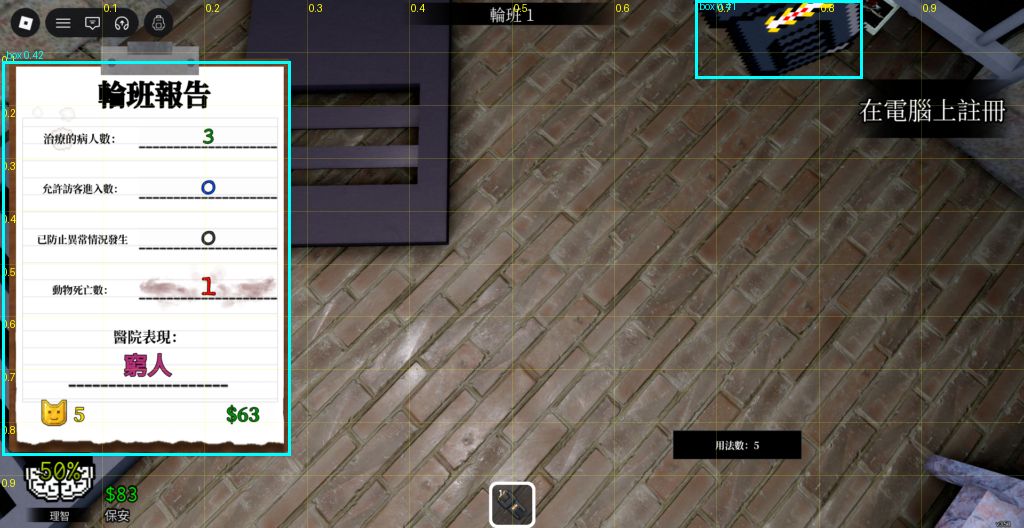 輪班 1
在電腦上註冊
輪班報告
治療的病人數: 3
允許訪客進入數: 0
已防止異常情況發生 0
動物死亡數: 1
醫院表現:
窮人
5 $63
用法數: 5
50%
理智
$83
保安